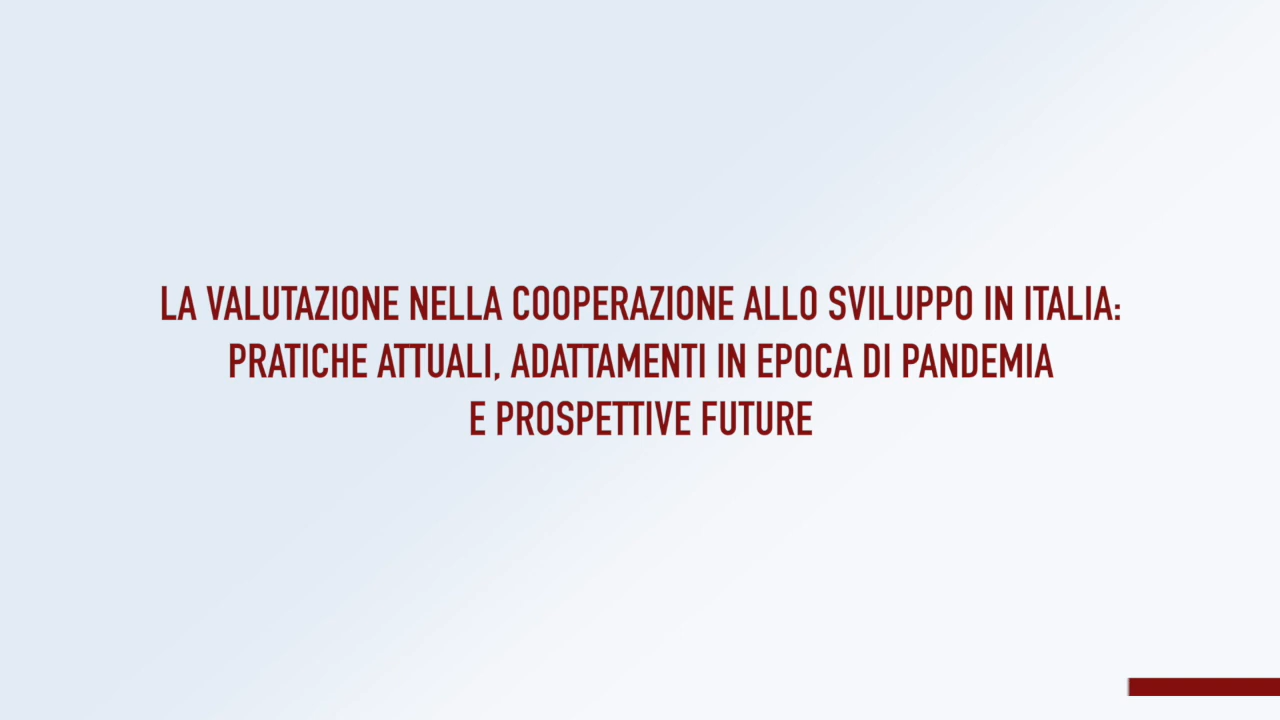 LA VALUTAZIONE NELLA COOPERAZIONE ALLO SVILUPPO IN ITALIA:
PRATICHE ATTUALI, ADATTAMENTI IN EPOCA DI PANDEMIA
E PROSPETTIVE FUTURE